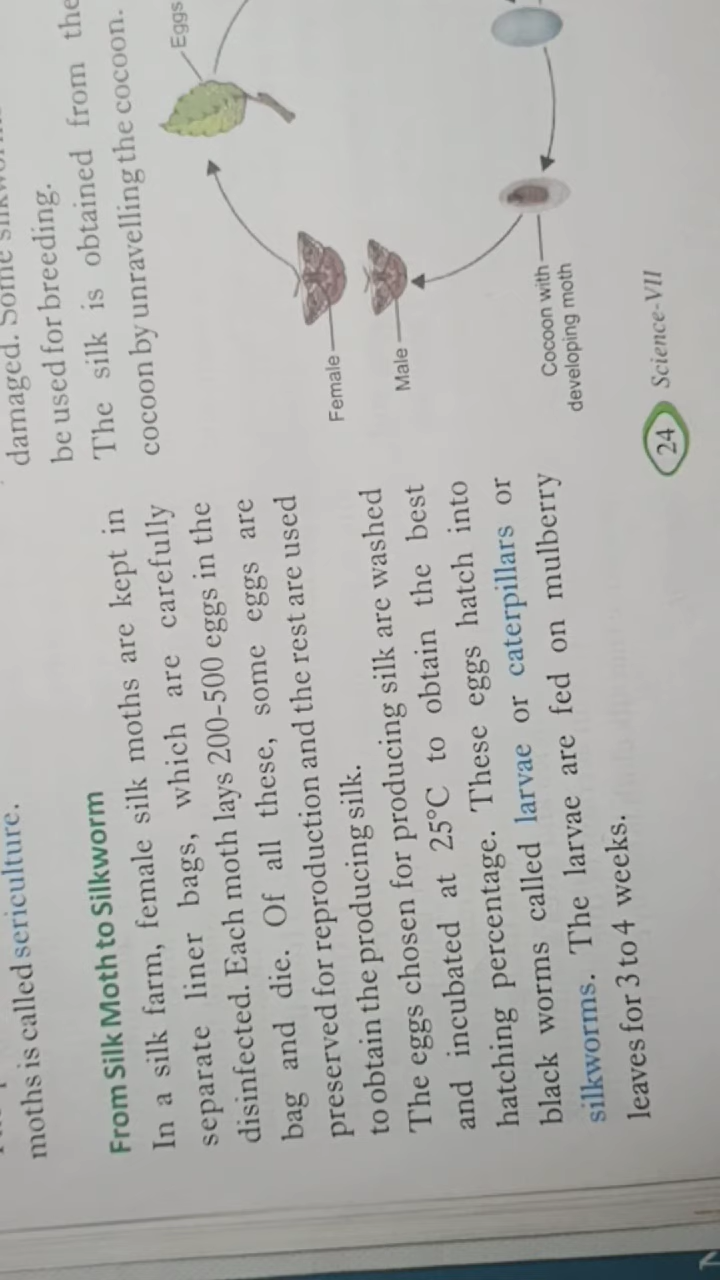 moths is called sericulture.
From Silk Moth to Silkworm
In a silk farm, female silk moths are kept in
separate liner bags, which are carefully
disinfected. Each moth lays 200-500 eggs in the
bag and die. Of all these, some eggs are
preserved for reproduction and the rest are used
to obtain the producing silk.
The eggs chosen for producing silk are washed
and incubated at 25°C to obtain the best
hatching percentage. These eggs hatch into
black worms called larvae or caterpillars or
silkworms. The larvae are fed on mulberry
leaves for 3 to 4 weeks.
damaged. Some
be used for breeding.
The silk is obtained from the
cocoon by unravelling the cocoon.
Eggs
Female
Male
Cocoon with
developing moth
24 Science-VII